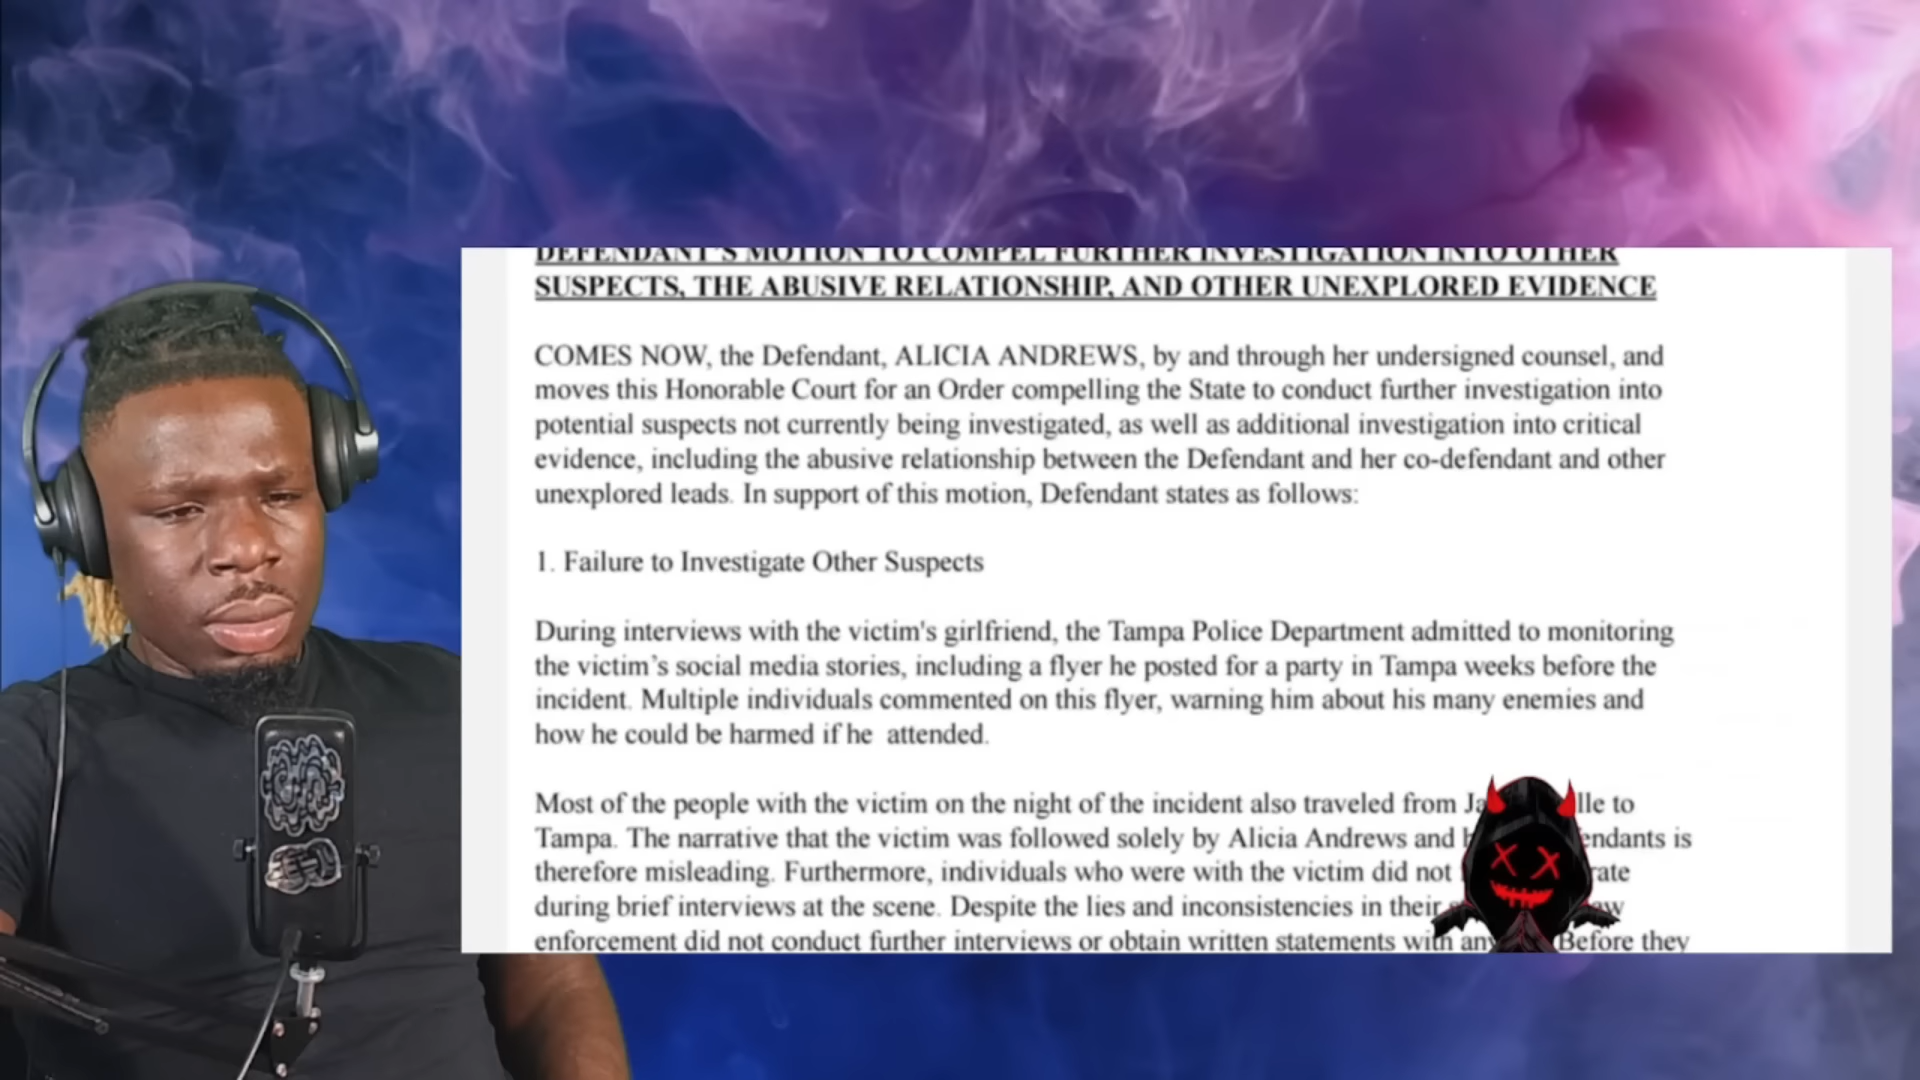 DEFENDANT'S MOTION TO COMPEL FURTHER INVESTIGATION INTO OTHER
SUSPECTS, THE ABUSIVE RELATIONSHIP, AND OTHER UNEXPLORED EVIDENCE
COMES NOW, the Defendant, ALICIA ANDREWS, by and through her undersigned counsel, and
moves this Honorable Court for an Order compelling the State to conduct further investigation into
potential suspects not currently being investigated, as well as additional investigation into critical
evidence, including the abusive relationship between the Defendant and her co-defendant and other
unexplored leads. In support of this motion, Defendant states as follows:
1. Failure to Investigate Other Suspects
During interviews with the victim's girlfriend, the Tampa Police Department admitted to monitoring
the victim’s social media stories, including a flyer he posted for a party in Tampa weeks before the
incident. Multiple individuals commented on this flyer, warning him about his many enemies and
how he could be harmed if he attended.
Most of the people with the victim on the night of the incident also traveled from to
Tampa. The narrative that the victim was followed solely by Alicia Andrews and is
therefore misleading. Furthermore, individuals who were with the victim did not
during brief interviews at the scene. Despite the lies and inconsistencies in their
enforcement did not conduct further interviews or obtain written statements with Before they